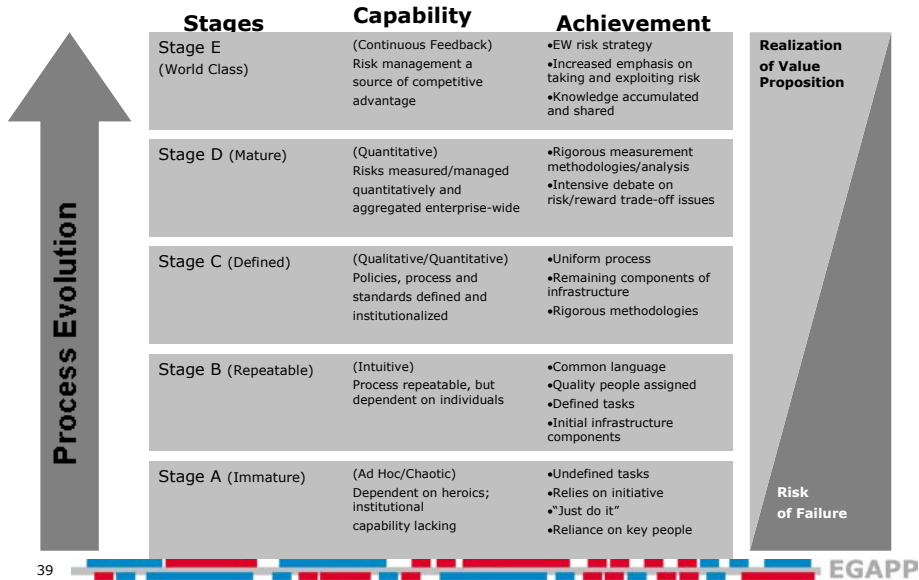 Stages
Capability
Achievement
Process Evolution
Stage E
(World Class)
(Continuous Feedback)
Risk management a
source of competitive
advantage
•EW risk strategy
•Increased emphasis on
taking and exploiting risk
•Knowledge accumulated
and shared
Stage D (Mature)
(Quantitative)
Risks measured/managed
quantitatively and
aggregated enterprise-wide
•Rigorous measurement
methodologies/analysis
•Intensive debate on
risk/reward trade-off issues
Stage C (Defined)
(Qualitative/Quantitative)
Policies, process and
standards defined and
institutionalized
•Uniform process
•Remaining components of
infrastructure
•Rigorous methodologies
Stage B (Repeatable)
(Intuitive)
Process repeatable, but
dependent on individuals
•Common language
•Quality people assigned
•Defined tasks
•Initial infrastructure
components
Stage A (Immature)
(Ad Hoc/Chaotic)
Dependent on heroics;
institutional
capability lacking
•Undefined tasks
•Relies on initiative
•“Just do it”
•Reliance on key people
Realization
of Value
Proposition
Risk
of Failure
39
EGAPP